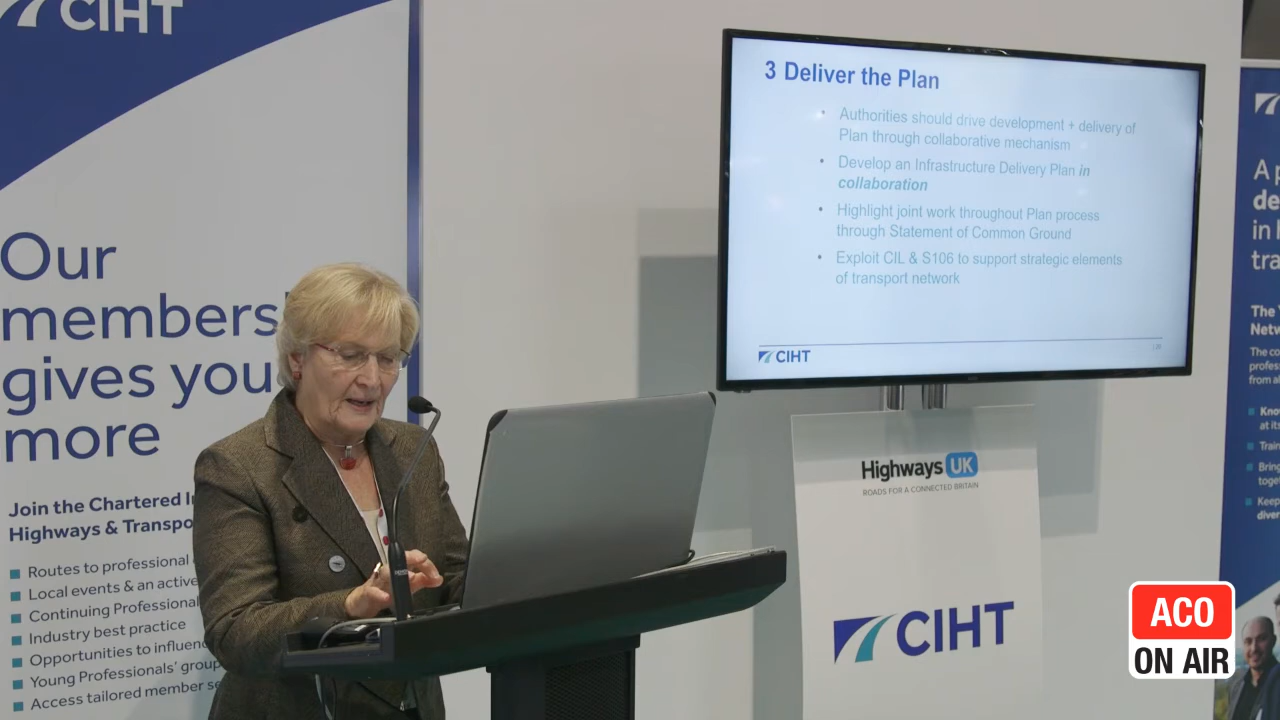 CIHT
Our
members
gives you
more
Join the Chartered
Highways &
Routes to professional
Local events & an active
Continuing Professional
Industry best practice
Opportunities to
Young Professionals' group
Access tailored member
3 Deliver the Plan
• Authorities should drive development + delivery of
Plan through collaborative mechanism
• Develop an Infrastructure Delivery Plan in
collaboration
• Highlight joint work throughout Plan process
through Statement of Common Ground
• Exploit CIL & S106 to support strategic elements
of transport network
CIHT
Highways UK
ROADS FOR A CONNECTED BRITAIN
CIHT
A
de
in
tra
The
Netw
The co
profes
from al
Kno
at its
Train
Bring
toge
Keep
diver
ACO
ON AIR